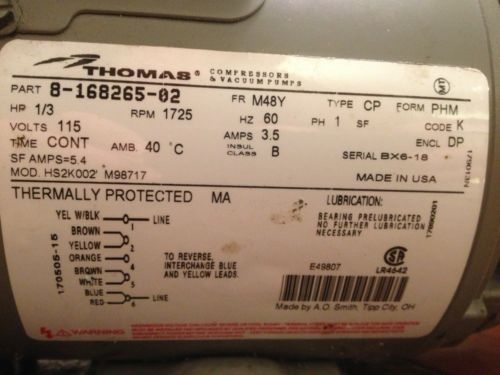 THOMAS® COMPRESSORS & VACUUM PUMPS
PART 8-168265-02
FR M48Y TYPE CP FORM PHM
HP 1/3 RPM 1725 HZ 60 PH 1 SF CODE K
VOLTS 115 AMPS 3.5 ENCL DP
TIME CONT AMB. 40 °C INSUL CLASS B SERIAL BX6-18
SF AMPS=5.4
MOD. HS2K002' M98717 MADE IN USA
THERMALLY PROTECTED MA
LUBRICATION:
BEARING PRELUBRICATED
NO FURTHER LUBRICATION
NECESSARY
YEL W/BLK 1 LINE
BROWN
YELLOW 2
ORANGE 4
BROWN
WHITE 5
BLUE
RED 6 LINE
TO REVERSE,
INTERCHANGE BLUE
AND YELLOW LEADS.
170505-15
E49807
SA
LR4642
Made by A.O. Smith, Tipp City, OH
WARNING